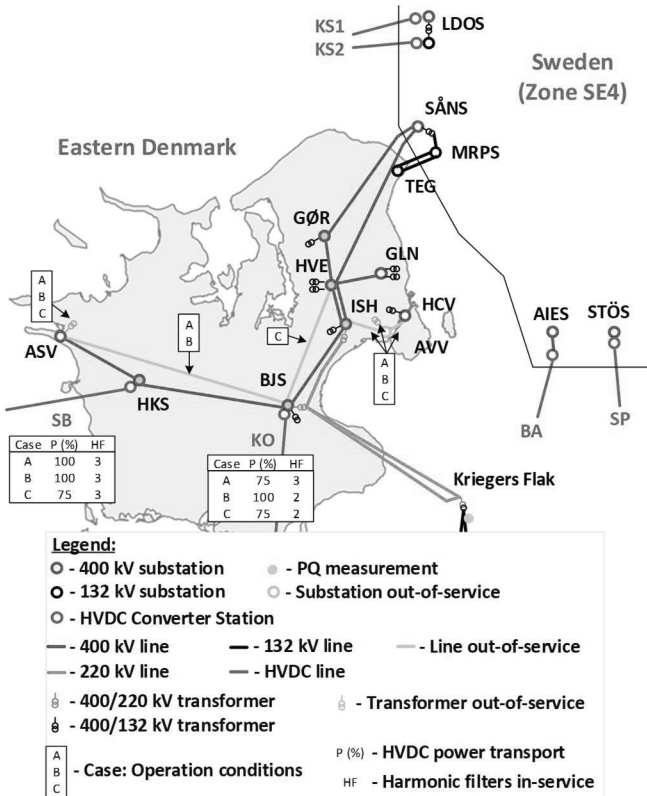 KS1
LDOS
KS2
Sweden
(Zone SE4)
SÅNS
Eastern Denmark
MRPS
TEG
GØR
GLN
HVE
A
B
C
ISH
HCV
C
A
B
AIES
STÖS
ASV
A
B
C
AVV
BJS
HKS
SB
KO
BA
SP
Case P (%) HF
A 100 3
B 100 3
C 75 3
Case P (%) HF
A 75 3
B 100 2
C 75 2
Kriegers Flak
Legend:
- 400 kV substation
- PQ measurement
- 132 kV substation
- Substation out-of-service
- HVDC Converter Station
- 400 kV line
- 132 kV line
- Line out-of-service
- 220 kV line
- HVDC line
- 400/220 kV transformer
- Transformer out-of-service
- 400/132 kV transformer
A
B
C
- Case: Operation conditions
P (%) - HVDC power transport
HF - Harmonic filters in-service